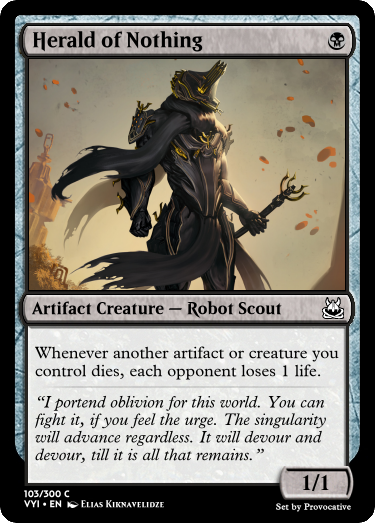 Herald of Nothing
Artifact Creature — Robot Scout
Whenever another artifact or creature you
control dies, each opponent loses 1 life.
“I portend oblivion for this world. You can
fight it, if you feel the urge. The singularity
will advance regardless. It will devour and
devour, till it is all that remains.”
1/1
103/300 C
VYI • EN Elias Kiknavelidze
Set by Provocative